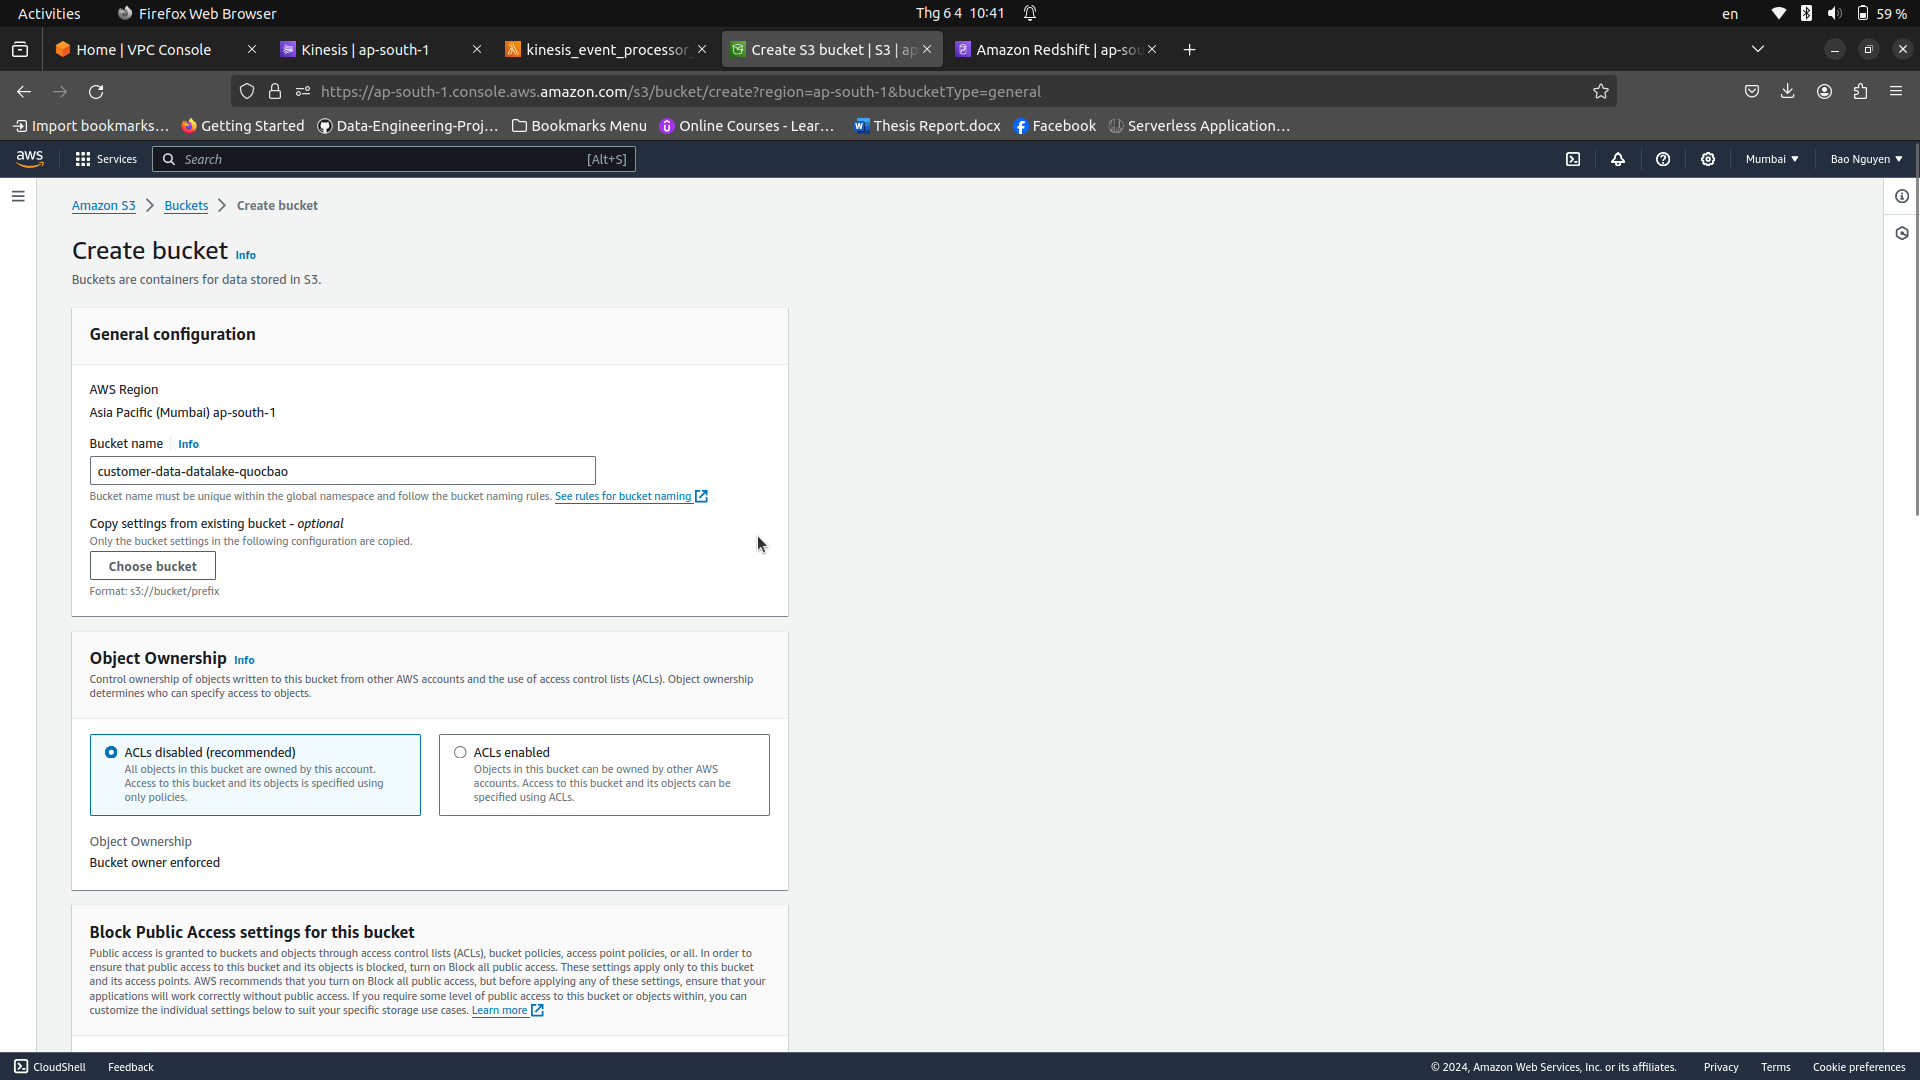 Activities
Firefox Web Browser
Thg 6 4 10:41
en
59 %
Home | VPC Console
Kinesis | ap-south-1
kinesis_event_processor
Create S3 bucket | S3 | ap
Amazon Redshift | ap-sou
https://ap-south-1.console.aws.amazon.com/s3/bucket/create?region=ap-south-1&bucketType=general
Import bookmarks...
Getting Started
Data-Engineering-Proj...
Bookmarks Menu
Online Courses - Lear...
Thesis Report.docx
Facebook
Serverless Application...
aws
Services
Search
[Alt+S]
Mumbai
Bao Nguyen
Amazon S3
Buckets
Create bucket
Create bucket Info
Buckets are containers for data stored in S3.
General configuration
AWS Region
Asia Pacific (Mumbai) ap-south-1
Bucket name Info
customer-data-datalake-quocbao
Bucket name must be unique within the global namespace and follow the bucket naming rules. See rules for bucket naming
Copy settings from existing bucket - optional
Only the bucket settings in the following configuration are copied.
Choose bucket
Format: s3://bucket/prefix
Object Ownership Info
Control ownership of objects written to this bucket from other AWS accounts and the use of access control lists (ACLs). Object ownership
determines who can specify access to objects.
ACLs disabled (recommended)
All objects in this bucket are owned by this account.
Access to this bucket and its objects is specified using
only policies.
ACLs enabled
Objects in this bucket can be owned by other AWS
accounts. Access to this bucket and its objects can be
specified using ACLs.
Object Ownership
Bucket owner enforced
Block Public Access settings for this bucket
Public access is granted to buckets and objects through access control lists (ACLs), bucket policies, access point policies, or all. In order to
ensure that public access to this bucket and its objects is blocked, turn on Block all public access. These settings apply only to this bucket
and its access points. AWS recommends that you turn on Block all public access, but before applying any of these settings, ensure that your
applications will work correctly without public access. If you require some level of public access to this bucket or objects within, you can
customize the individual settings below to suit your specific storage use cases. Learn more
CloudShell
Feedback
© 2024, Amazon Web Services, Inc. or its affiliates.
Privacy
Terms
Cookie preferences